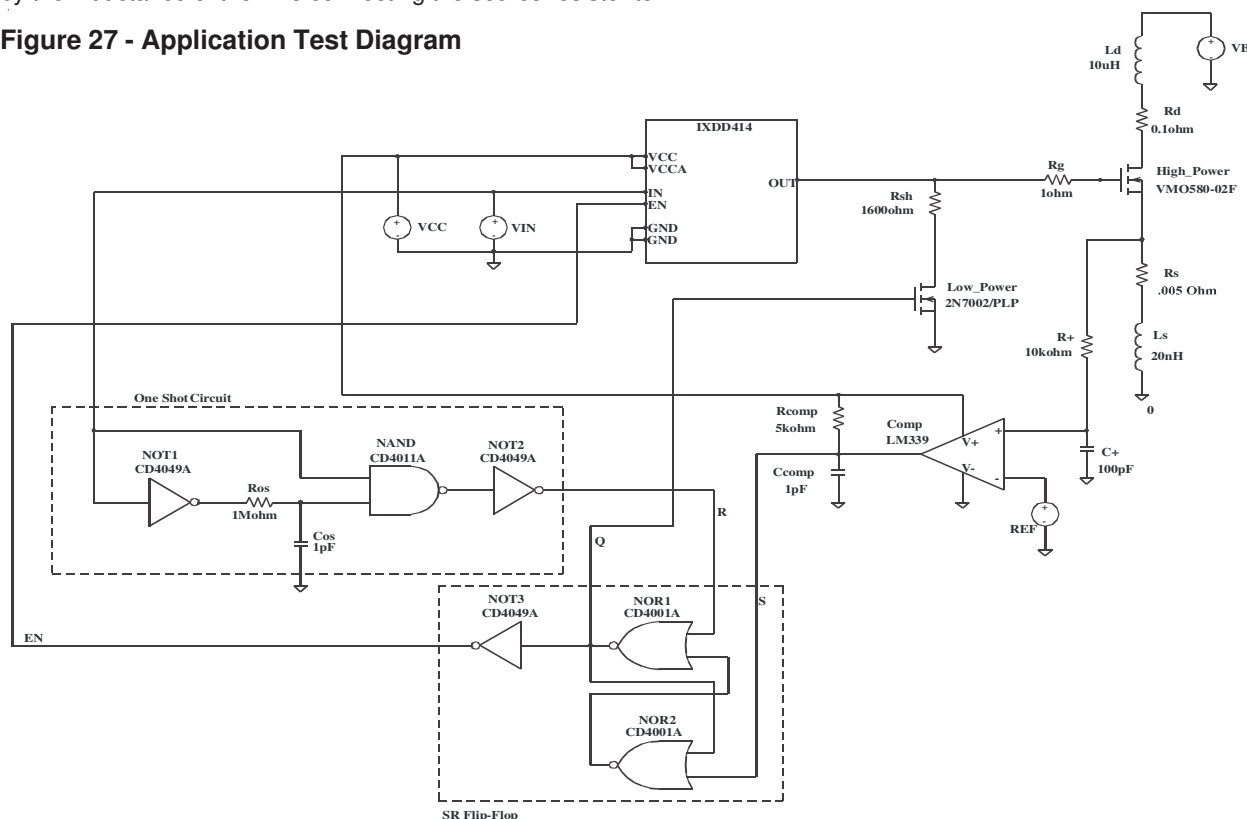 Figure 27 - Application Test Diagram
Ld
10uH
+
-
Rd
0.1ohm
IXDD414
VCC
VCCA
IN
EN
GND
GND
OUT
Rg
1ohm
High_Power
VMO580-02F
Rsh
1600ohm
+
-
VCC
+
-
VIN
Low_Power
2N7002/PLP
Rs
.005 Ohm
R+
10kohm
Ls
20nH
0
One Shot Circuit
Rcomp
5kohm
Comp
LM339
V+
V-
+
-
C+
100pF
Ccomp
1pF
+
-
REF
NOT1
CD4049A
Ros
1Mohm
Cos
1pF
NAND
CD4011A
NOT2
CD4049A
R
Q
S
EN
NOT3
CD4049A
NOR1
CD4001A
NOR2
CD4001A
SR Flip-Flop